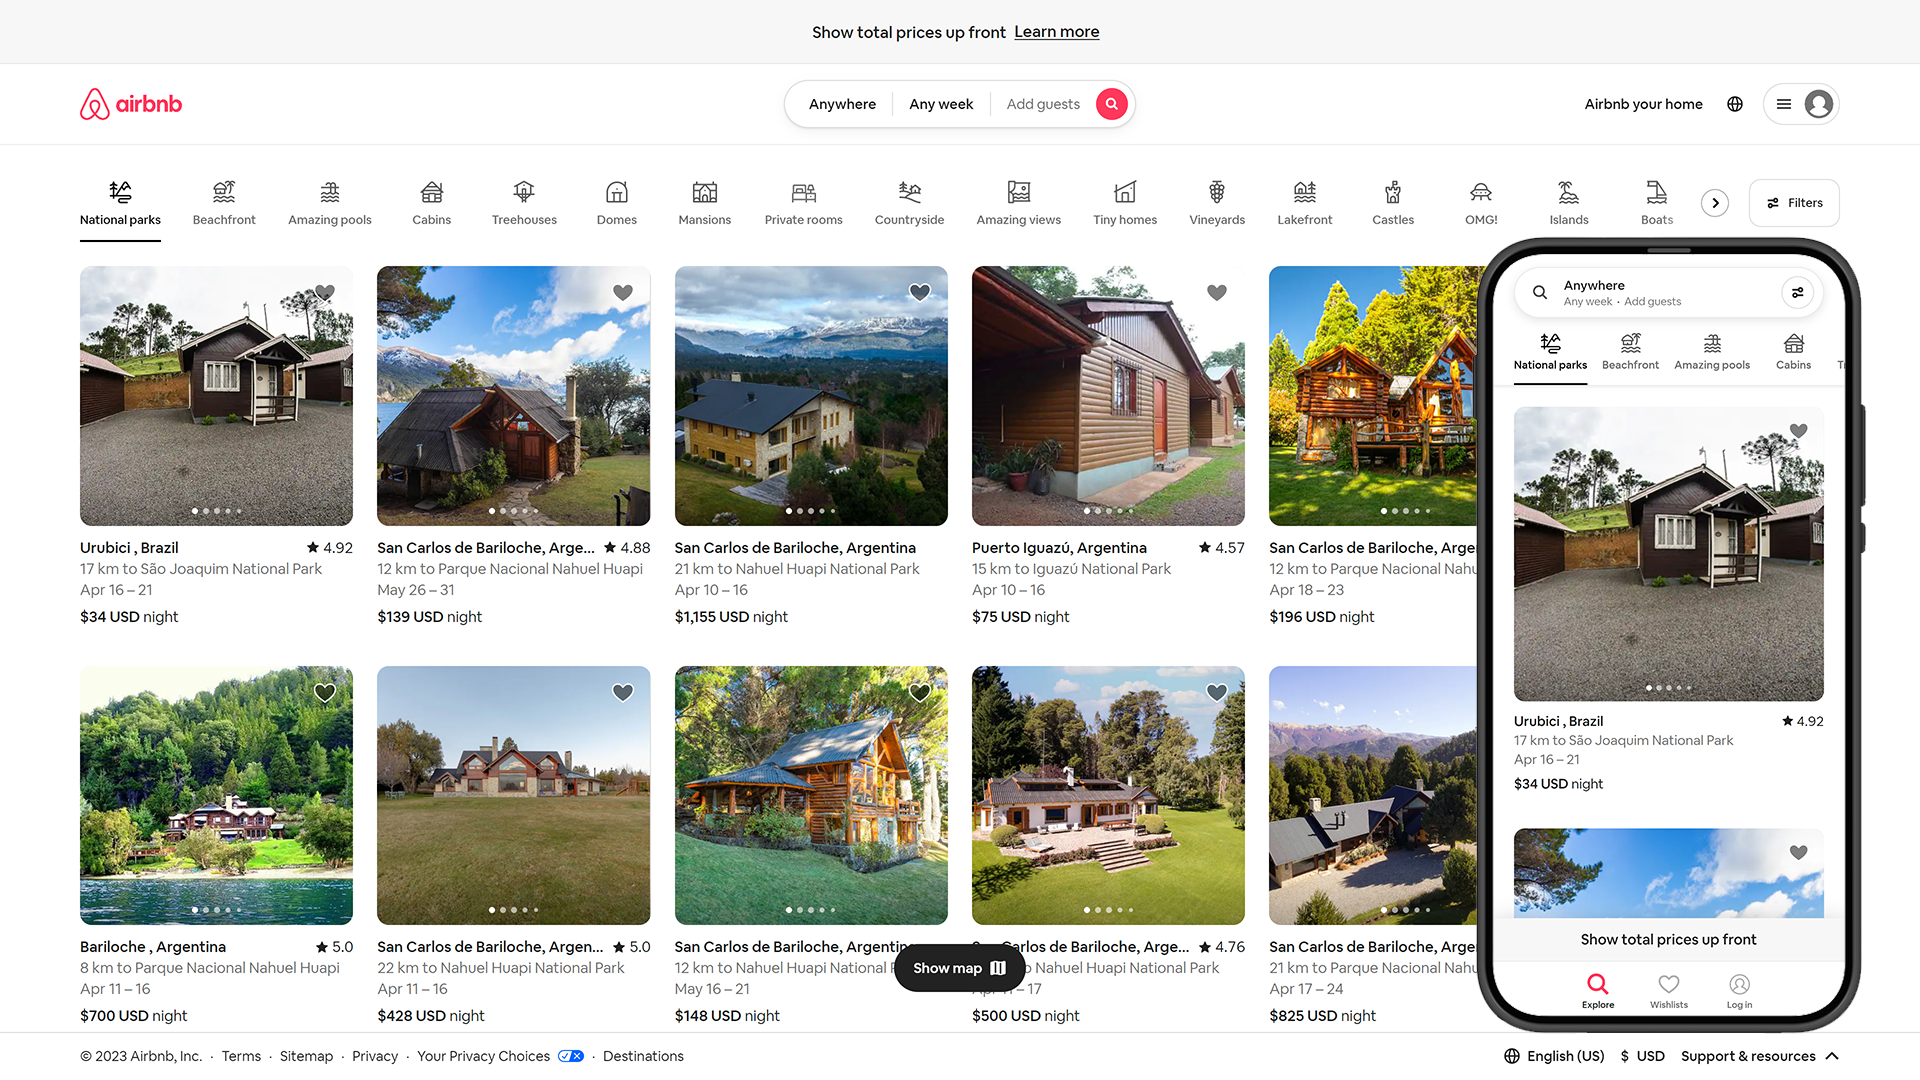 Show total prices up front Learn more
airbnb
Anywhere Any week Add guests
Airbnb your home
National parks Beachfront Amazing pools Cabins Treehouses Domes Mansions Private rooms Countryside Amazing views Tiny homes Vineyards Lakefront Castles OMG! Islands Boats
Filters
Urubici , Brazil 4.92
17 km to São Joaquim National Park
Apr 16 – 21
$34 USD night
San Carlos de Bariloche, Arge... 4.88
12 km to Parque Nacional Nahuel Huapi
May 26 – 31
$139 USD night
San Carlos de Bariloche, Argentina
21 km to Nahuel Huapi National Park
Apr 10 – 16
$1,155 USD night
Puerto Iguazú, Argentina 4.57
15 km to Iguazú National Park
Apr 10 – 16
$75 USD night
San Carlos de Bariloche, Arge
12 km to Parque Nacional Nahu
Apr 18 – 23
$196 USD night
Bariloche , Argentina 5.0
8 km to Parque Nacional Nahuel Huapi
Apr 11 – 16
$700 USD night
San Carlos de Bariloche, Argen... 5.0
22 km to Nahuel Huapi National Park
Apr 11 – 16
$428 USD night
San Carlos de Bariloche, Argentina
12 km to Nahuel Huapi National
May 16 – 21
$148 USD night
Carlos de Bariloche, Arge... 4.76
Nahuel Huapi National Park
– 17
$500 USD night
San Carlos de Bariloche, Arge
21 km to Parque Nacional Nahu
Apr 17 – 24
$825 USD night
Show map
Anywhere
Any week · Add guests
National parks Beachfront Amazing pools Cabins
Urubici , Brazil 4.92
17 km to São Joaquim National Park
Apr 16 – 21
$34 USD night
Show total prices up front
Explore Wishlists Log in
© 2023 Airbnb, Inc. · Terms · Sitemap · Privacy · Your Privacy Choices · Destinations
English (US) $ USD Support & resources